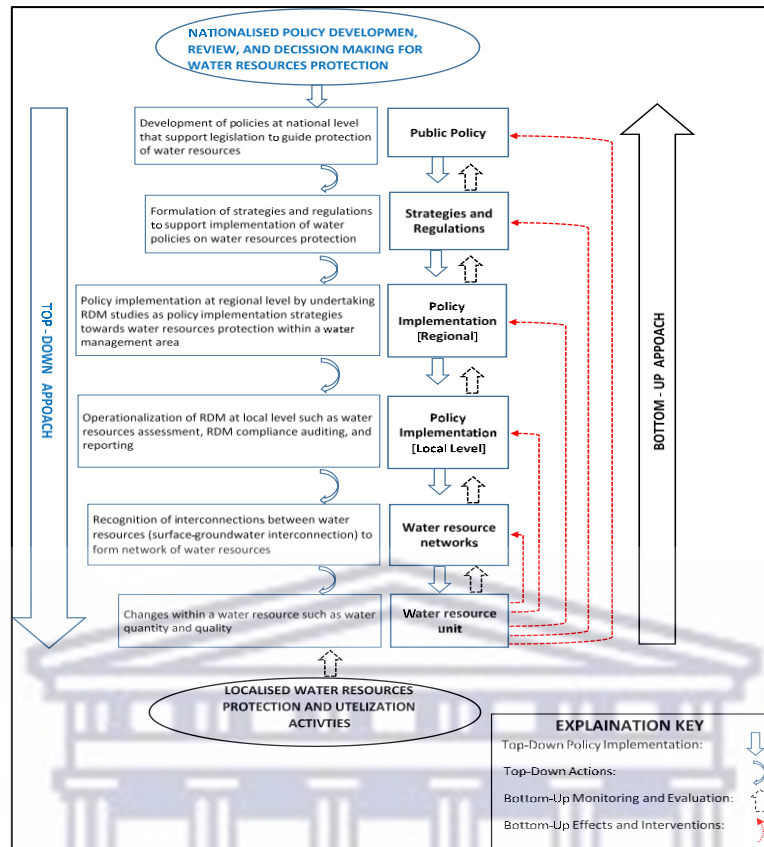 NATIONALISED POLICY DEVELOPMEN,
REVIEW, AND DECISSION MAKING FOR
WATER RESOURCES PROTECTION
Development of policies at national level
that support legislation to guide protection
of water resources
Public Policy
Formulation of strategies and regulations
to support implementation of water
policies on water resources protection
Strategies and
Regulations
Policy implementation at regional level by undertaking
RDM studies as policy implementation strategies
towards water resources protection within a water
management area
Policy
Implementation
[Regional]
Operationalization of RDM at local level such as water
resources assessment, RDM compliance auditing, and
reporting
Policy
Implementation
[Local Level]
Recognition of interconnections between water
resources (surface-groundwater interconnection) to
form network of water resources
Water resource
networks
Changes within a water resource such as water
quantity and quality
Water resource
unit
LOCALISED WATER RESOURCES
PROTECTION AND UTELIZATION
ACTIVTIES
TOP - DOWN APPOACH
BOTTOM - UP APPOACH
EXPLAINATION KEY
Top-Down Policy Implementation:
Top-Down Actions:
Bottom-Up Monitoring and Evaluation:
Bottom-Up Effects and Interventions: